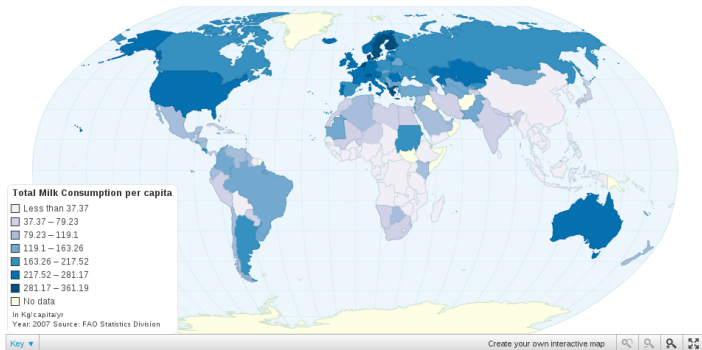 Total Milk Consumption per capita
Less than 37.37
37.37 – 79.23
79.23 – 119.1
119.1 – 163.26
163.26 – 217.52
217.52 – 281.17
281.17 – 361.19
No data
in Kg/capita/yr
Year: 2007 Source: FAO Statistics Division
Key ▼
Create your own interactive map